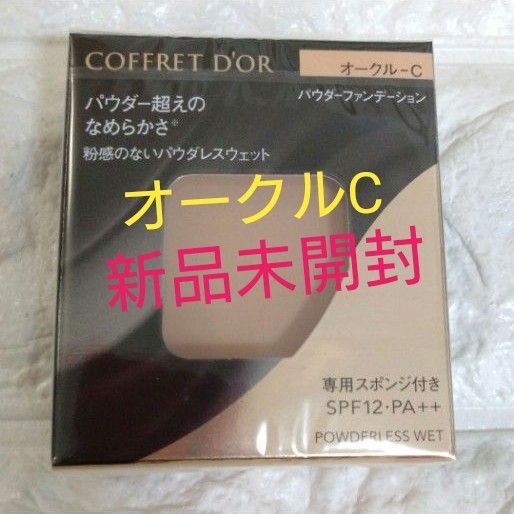 COFFRET D'OR
オークル-C
パウダーファンデーション
パウダー超えの
なめらかさ※
粉感のないパウダレスウェット
オークルC
新品未開封
専用スポンジ付き
SPF12・PA++
POWDERLESS WET